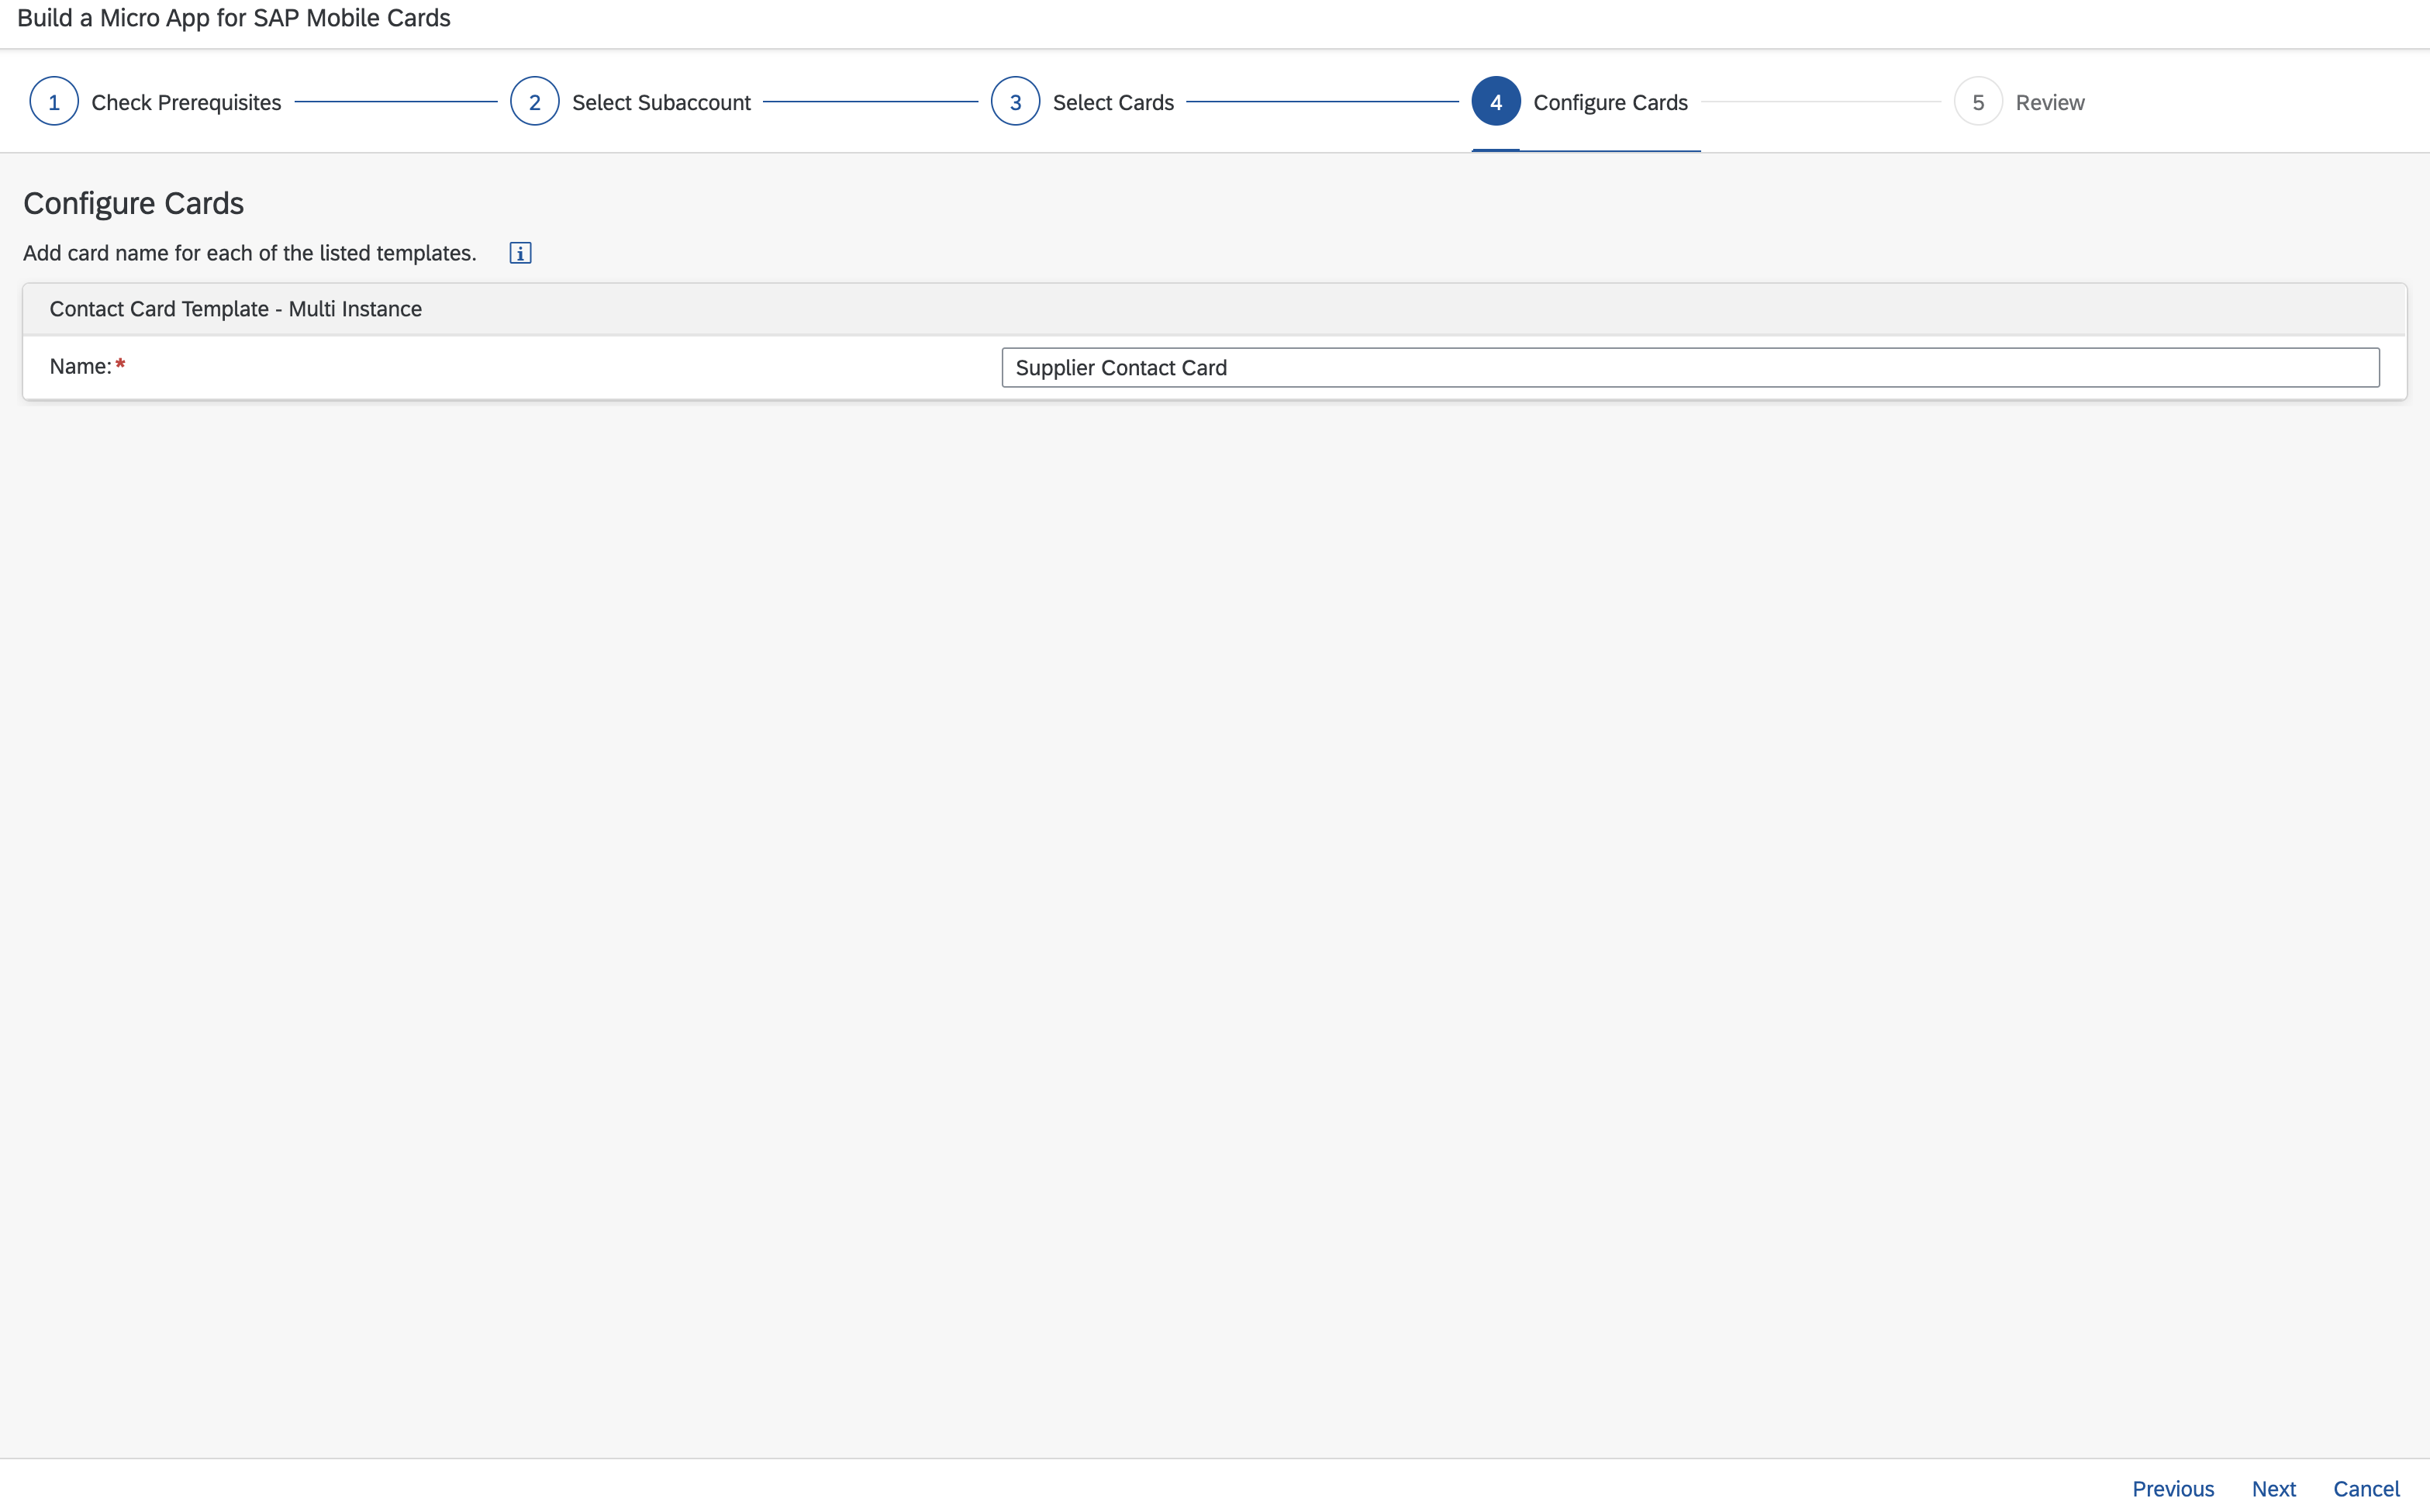 Build a Micro App for SAP Mobile Cards
1 Check Prerequisites 2 Select Subaccount 3 Select Cards 4 Configure Cards 5 Review
Configure Cards
Add card name for each of the listed templates. i
Contact Card Template - Multi Instance
Name:* Supplier Contact Card
Previous Next Cancel